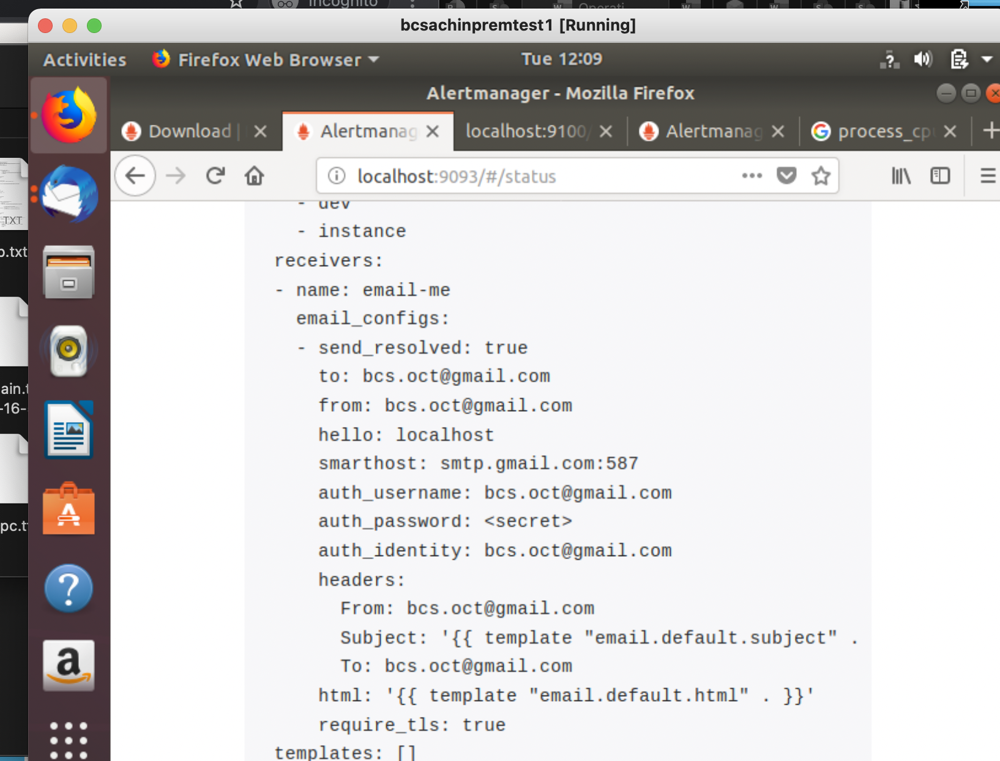 Incognito
Operati
bcsachinpremtest1 [Running]
Activities
Firefox Web Browser
Tue 12:09
Alertmanager - Mozilla Firefox
Download |
Alertmanag
localhost:9100/
Alertmanag
process_cpu
localhost:9093/#/status
- dev
- instance
receivers:
- name: email-me
email_configs:
- send_resolved: true
to: bcs.oct@gmail.com
from: bcs.oct@gmail.com
hello: localhost
smarthost: smtp.gmail.com:587
auth_username: bcs.oct@gmail.com
auth_password: <secret>
auth_identity: bcs.oct@gmail.com
headers:
From: bcs.oct@gmail.com
Subject: '{{ template "email.default.subject" .
To: bcs.oct@gmail.com
html: '{{ template "email.default.html" . }}'
require_tls: true
templates: []
TXT
o.txt
ain.t
-16-
pc.t